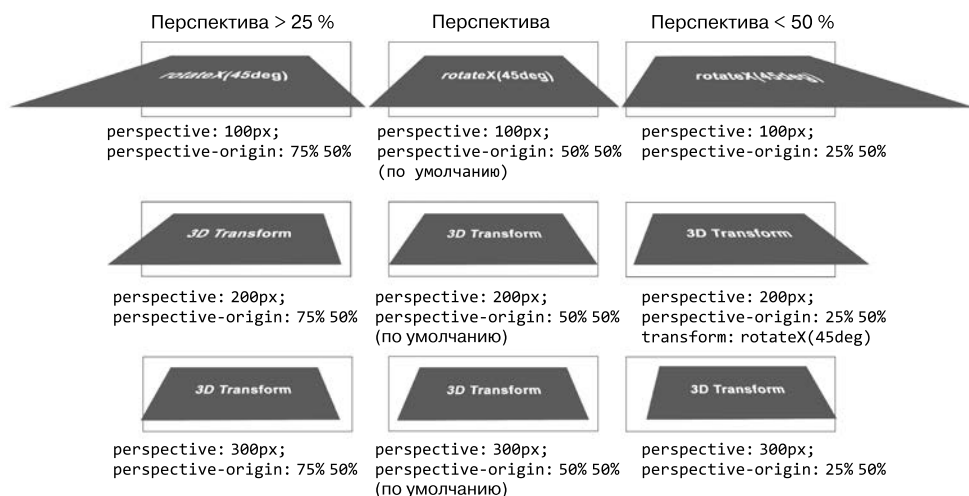 Перспектива > 25 %
Перспектива
Перспектива < 50 %
rotateX(45deg)
rotateX(45deg)
rotateX(45deg)
perspective: 100px;
perspective-origin: 75% 50%
perspective: 100px;
perspective-origin: 50% 50%
(по умолчанию)
perspective: 100px;
perspective-origin: 25% 50%
3D Transform
3D Transform
3D Transform
perspective: 200px;
perspective-origin: 75% 50%
perspective: 200px;
perspective-origin: 50% 50%
(по умолчанию)
perspective: 200px;
perspective-origin: 25% 50%
transform: rotateX(45deg)
3D Transform
3D Transform
3D Transform
perspective: 300px;
perspective-origin: 75% 50%
perspective: 300px;
perspective-origin: 50% 50%
(по умолчанию)
perspective: 300px;
perspective-origin: 25% 50%